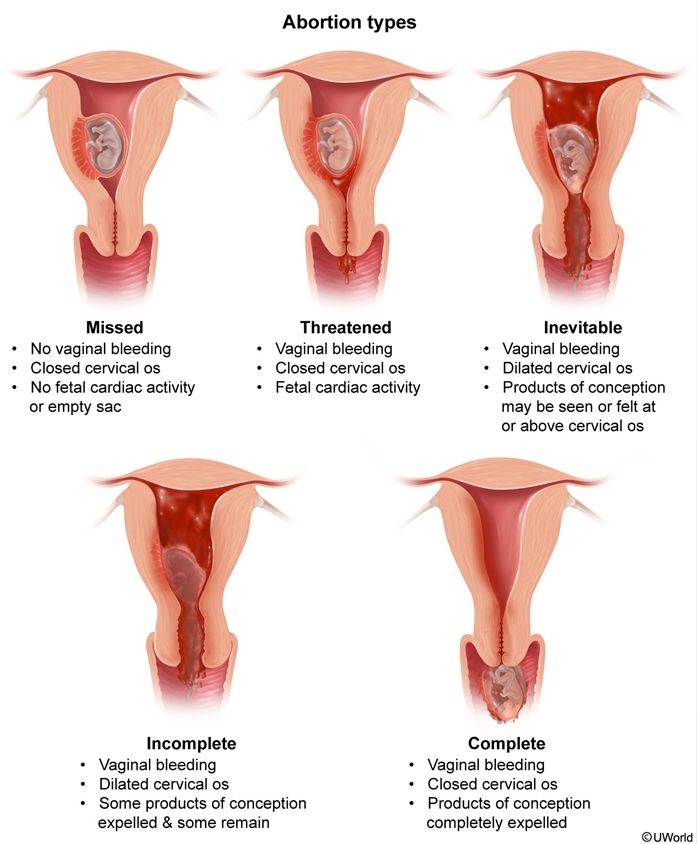 Abortion types
Missed
• No vaginal bleeding
• Closed cervical os
• No fetal cardiac activity
or empty sac
Threatened
• Vaginal bleeding
• Closed cervical os
• Fetal cardiac activity
Inevitable
• Vaginal bleeding
• Dilated cervical os
• Products of conception
may be seen or felt at
or above cervical os
Incomplete
• Vaginal bleeding
• Dilated cervical os
• Some products of conception
expelled & some remain
Complete
• Vaginal bleeding
• Closed cervical os
• Products of conception
completely expelled
©UWorld